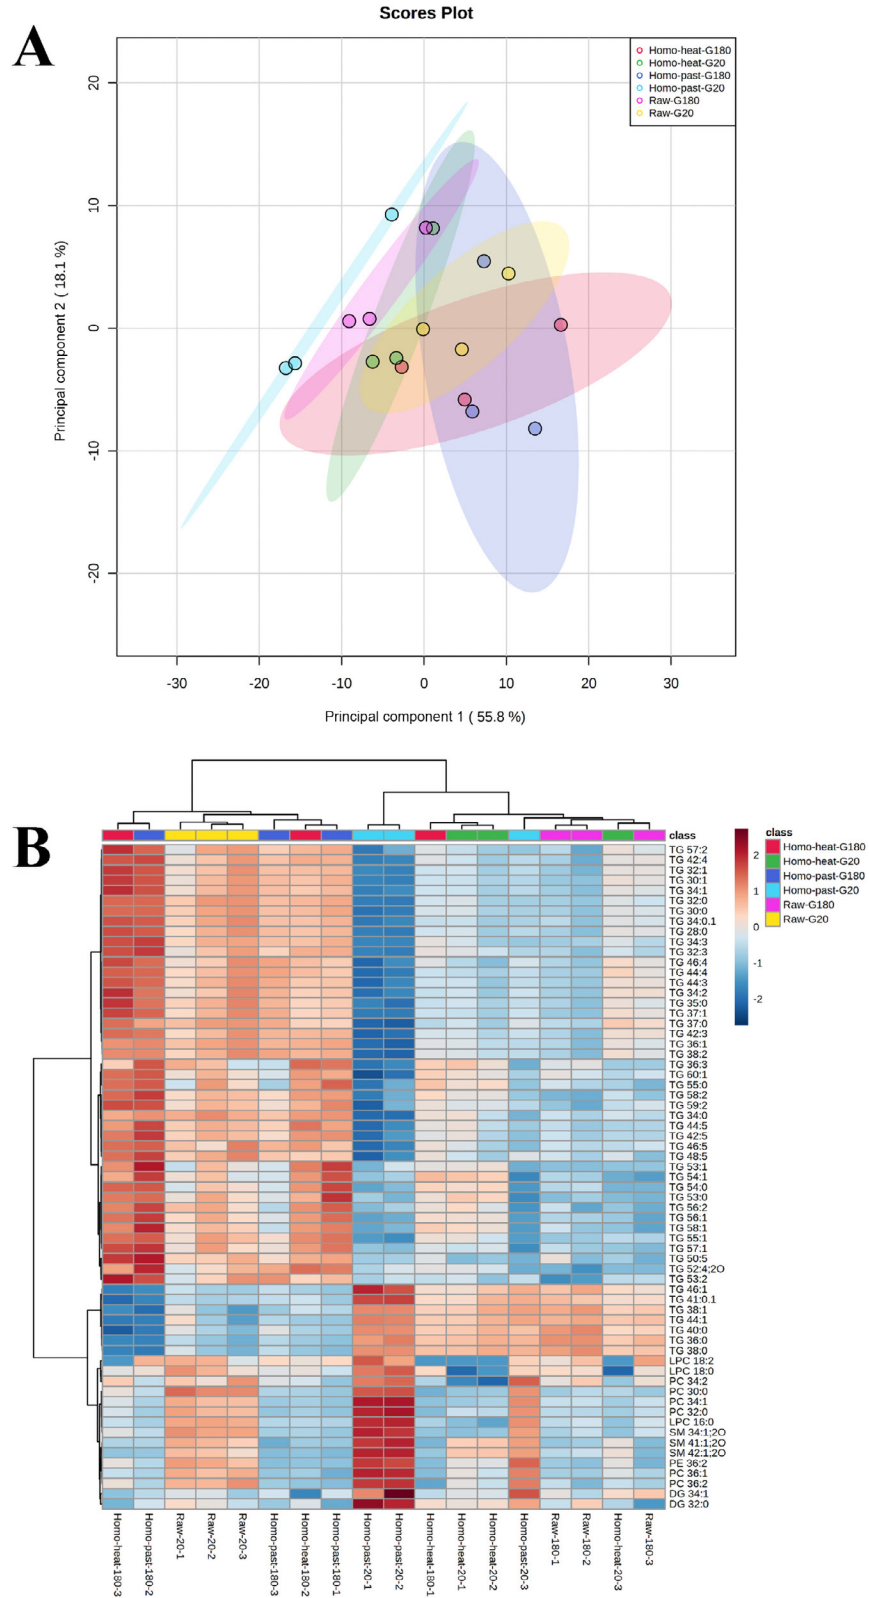 Scores Plot
A
Homo-heat-G180
Homo-heat-G20
Homo-past-G180
Homo-past-G20
Raw-G180
Raw-G20
20
10
0
-10
-20
Principal component 2 ( 18.1 %)
-30 -20 -10 0 10 20 30
Principal component 1 ( 55.8 %)
B
class
TG 57:2
TG 42:4
TG 32:1
TG 30:1
TG 34:1
TG 32:0
TG 30:0
TG 34:0.1
TG 28:0
TG 34:3
TG 32:3
TG 46:4
TG 44:4
TG 44:3
TG 34:2
TG 35:0
TG 37:1
TG 37:0
TG 42:3
TG 36:1
TG 38:2
TG 36:3
TG 60:1
TG 55:0
TG 58:2
TG 59:2
TG 34:0
TG 44:5
TG 42:5
TG 46:5
TG 48:5
TG 53:1
TG 54:1
TG 54:0
TG 53:0
TG 56:2
TG 56:1
TG 58:1
TG 55:1
TG 57:1
TG 50:5
TG 52:4;2O
TG 53:2
TG 46:1
TG 41:0.1
TG 38:1
TG 44:1
TG 40:0
TG 36:0
TG 38:0
LPC 18:2
LPC 18:0
PC 34:2
PC 30:0
PC 34:1
PC 32:0
LPC 16:0
SM 34:1;2O
SM 41:1;2O
SM 42:1;2O
PE 36:2
PC 36:1
PC 36:2
DG 34:1
DG 32:0
2
1
0
-1
-2
class
Homo-heat-G180
Homo-heat-G20
Homo-past-G180
Homo-past-G20
Raw-G180
Raw-G20
Homo-heat-180-3
Homo-past-180-2
Raw-20-1
Raw-20-2
Raw-20-3
Homo-past-180-3
Homo-heat-180-2
Homo-past-180-1
Homo-past-20-1
Homo-past-20-2
Homo-heat-180-1
Homo-heat-20-1
Homo-heat-20-2
Homo-past-20-3
Raw-180-1
Raw-180-2
Homo-heat-20-3
Raw-180-3